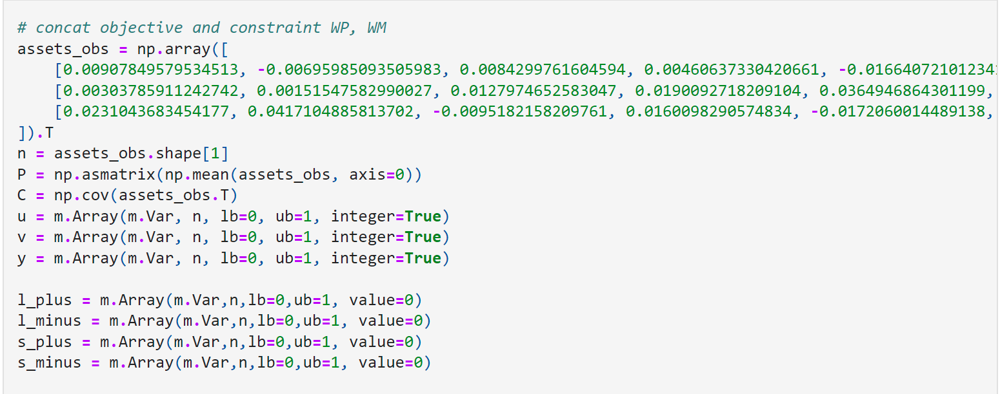 # concat objective and constraint WP, WM
assets_obs = np.array([
    [0.00907849579534513, -0.00695985093505983, 0.0084299761604594, 0.00460637330420661, -0.016640721012342
    [0.00303785911242742, 0.00151547582990027, 0.0127974652583047, 0.0190092718209104, 0.0364946864301199,
    [0.0231043683454177, 0.0417104885813702, -0.0095182158209761, 0.0160098290574834, -0.0172060014489138,
]).T
n = assets_obs.shape[1]
P = np.asmatrix(np.mean(assets_obs, axis=0))
C = np.cov(assets_obs.T)
u = m.Array(m.Var, n, lb=0, ub=1, integer=True)
v = m.Array(m.Var, n, lb=0, ub=1, integer=True)
y = m.Array(m.Var, n, lb=0, ub=1, integer=True)
l_plus = m.Array(m.Var,n,lb=0,ub=1, value=0)
l_minus = m.Array(m.Var,n,lb=0,ub=1, value=0)
s_plus = m.Array(m.Var,n,lb=0,ub=1, value=0)
s_minus = m.Array(m.Var,n,lb=0,ub=1, value=0)